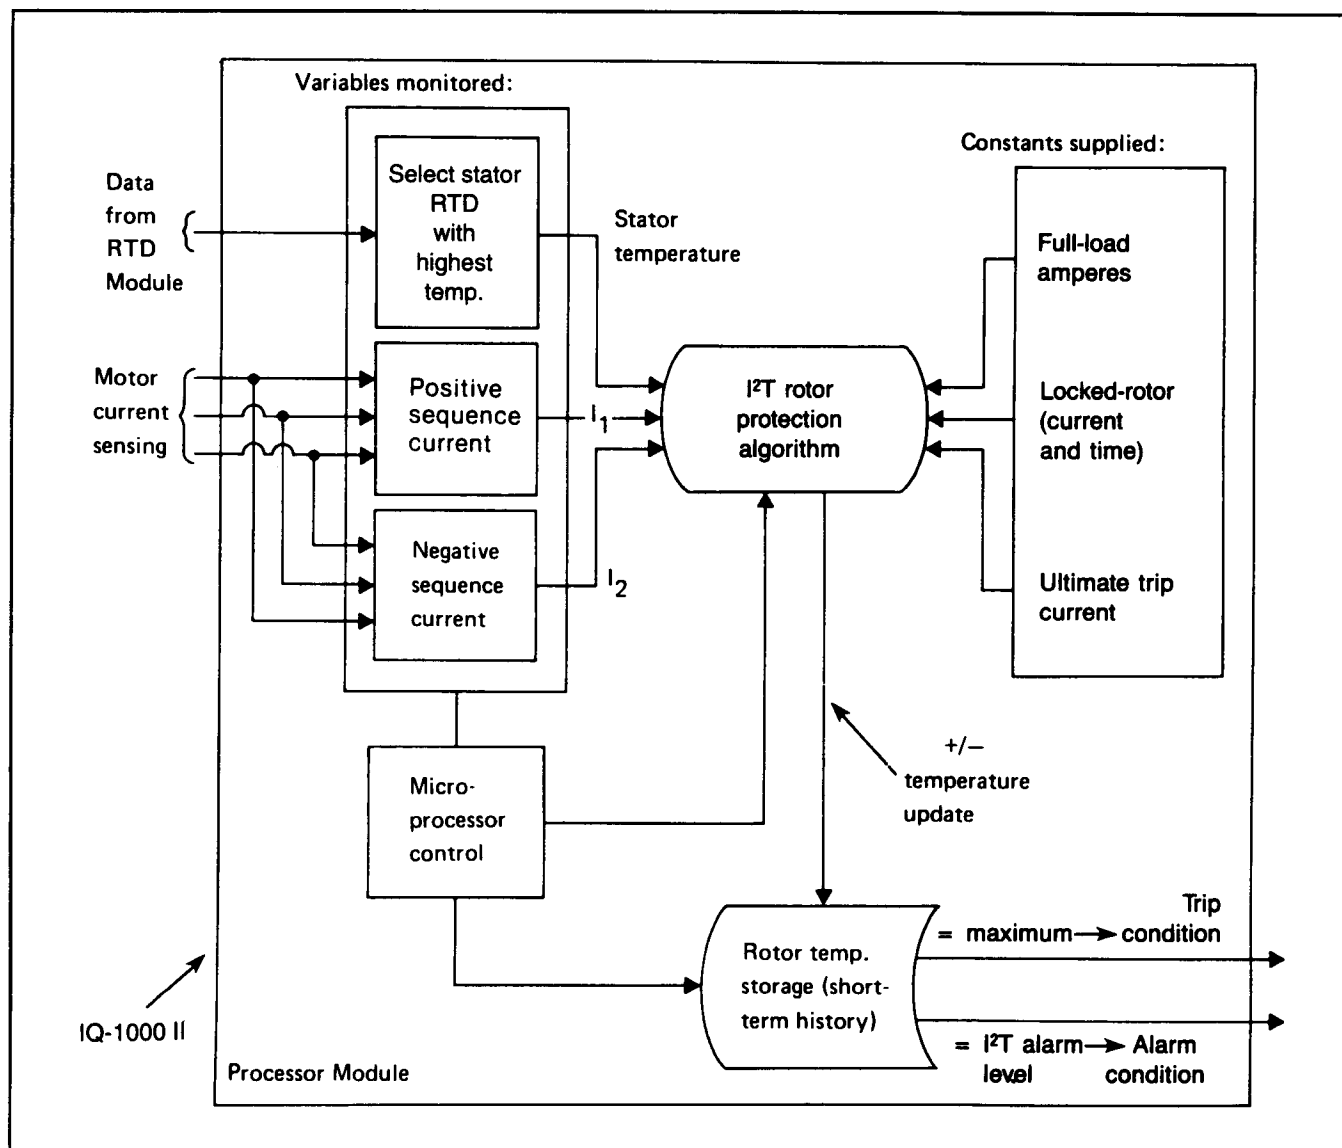 Variables monitored:
Constants supplied:
Data
from
RTD
Module
Select stator
RTD
with
highest
temp.
Stator
temperature
Full-load
amperes
Motor
current
sensing
Positive
sequence
current
I1
I²T rotor
protection
algorithm
Locked-rotor
(current
and time)
Negative
sequence
current
I2
Ultimate trip
current
Micro-
processor
control
+/−
temperature
update
Rotor temp.
storage (short-
term history)
Trip
= maximum → condition
= I²T alarm → Alarm
level condition
IQ-1000 II
Processor Module